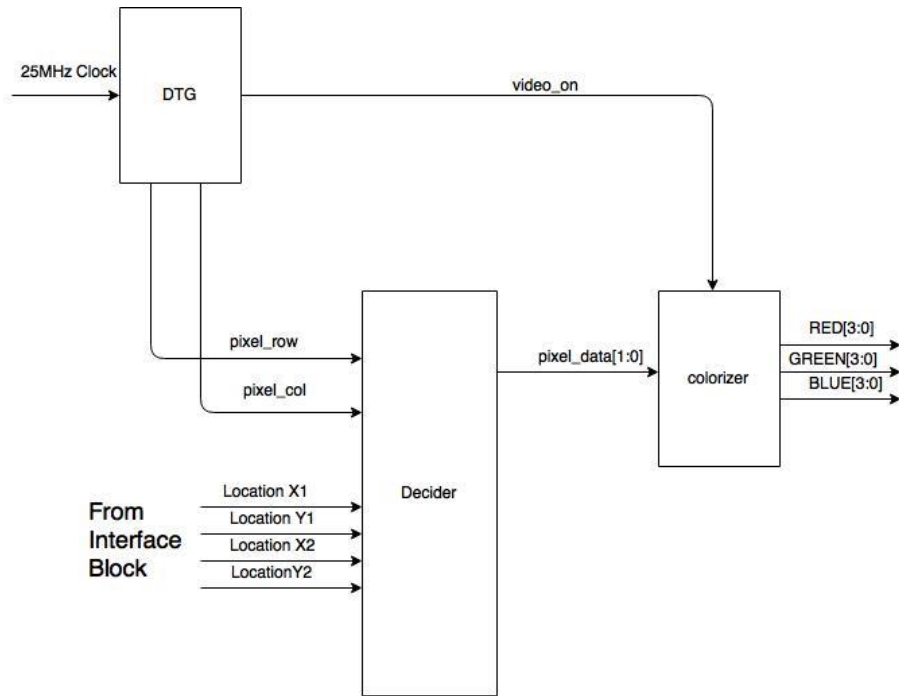 25MHz Clock
DTG
video_on
pixel_row
pixel_col
pixel_data[1:0]
colorizer
RED[3:0]
GREEN[3:0]
BLUE[3:0]
Decider
From
Interface
Block
Location X1
Location Y1
Location X2
LocationY2